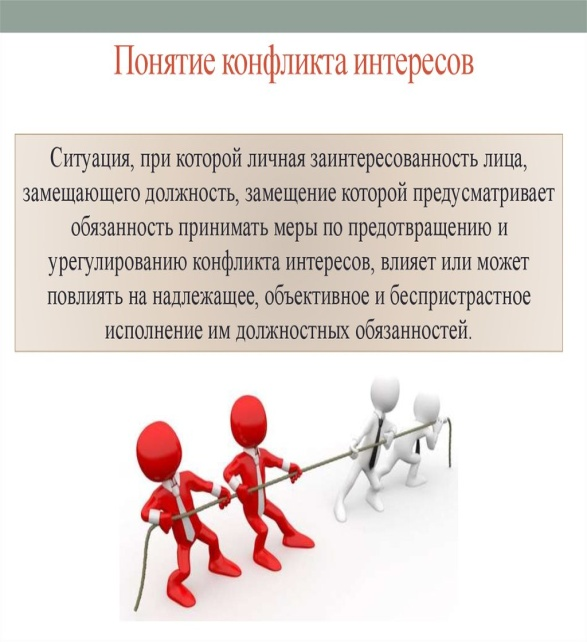 Понятие конфликта интересов
Ситуация, при которой личная заинтересованность лица,
замещающего должность, замещение которой предусматривает
обязанность принимать меры по предотвращению и
урегулированию конфликта интересов, влияет или может
повлиять на надлежащее, объективное и беспристрастное
исполнение им должностных обязанностей.